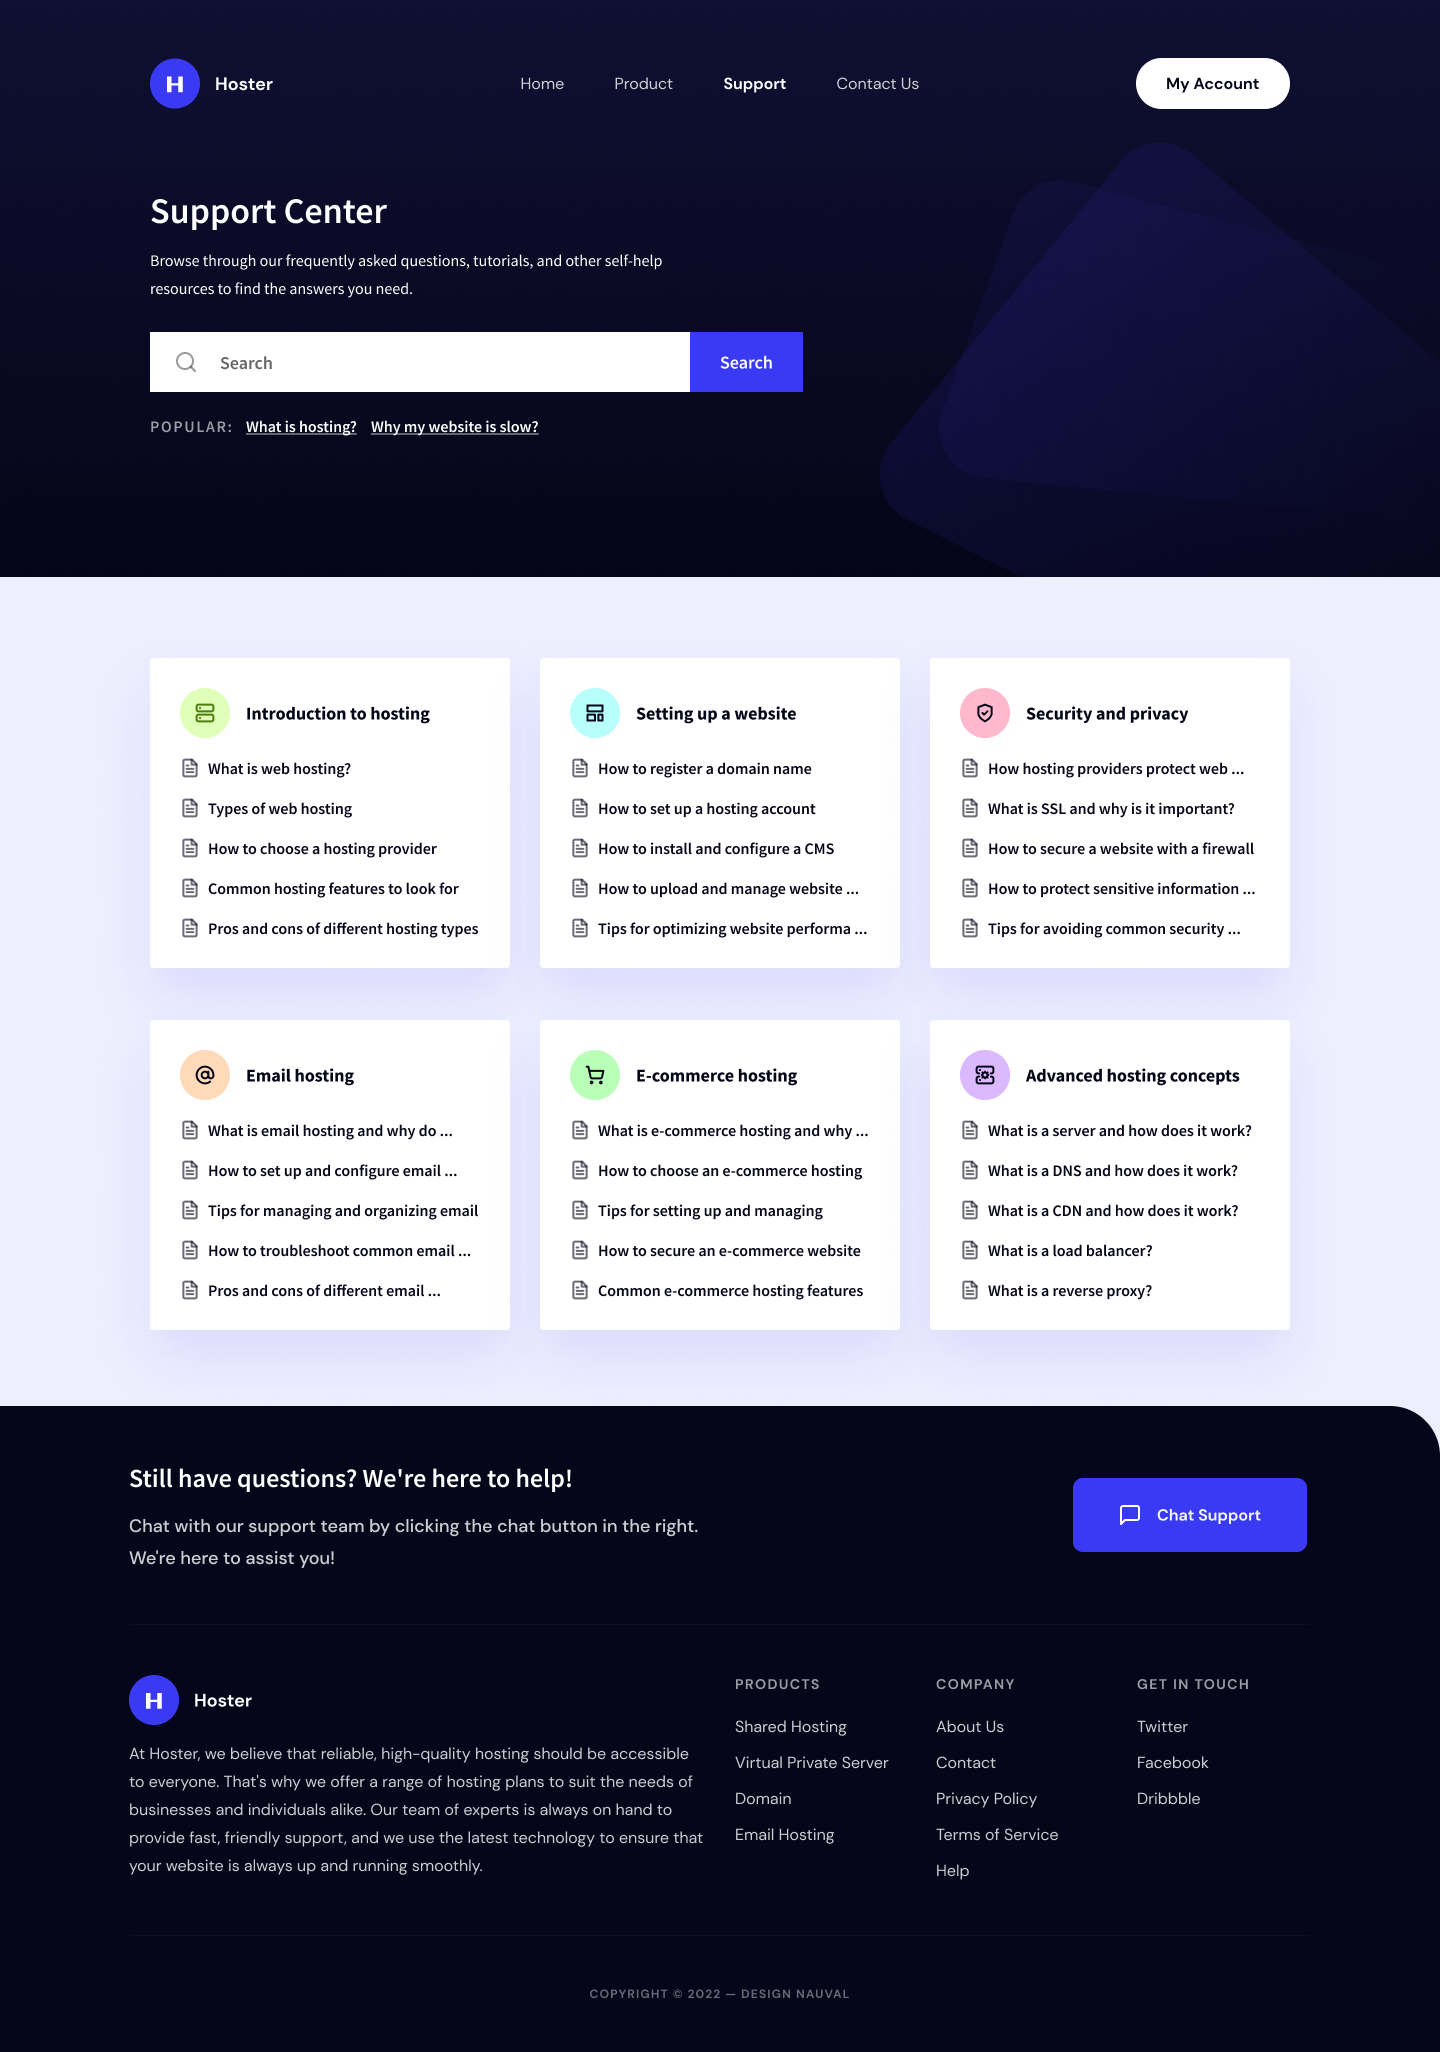 H Hoster
Home Product Support Contact Us
My Account
Support Center
Browse through our frequently asked questions, tutorials, and other self-help
resources to find the answers you need.
Search
Search
POPULAR: What is hosting? Why my website is slow?
Introduction to hosting
What is web hosting?
Types of web hosting
How to choose a hosting provider
Common hosting features to look for
Pros and cons of different hosting types
Setting up a website
How to register a domain name
How to set up a hosting account
How to install and configure a CMS
How to upload and manage website ...
Tips for optimizing website performa ...
Security and privacy
How hosting providers protect web ...
What is SSL and why is it important?
How to secure a website with a firewall
How to protect sensitive information ...
Tips for avoiding common security ...
Email hosting
What is email hosting and why do ...
How to set up and configure email ...
Tips for managing and organizing email
How to troubleshoot common email ...
Pros and cons of different email ...
E-commerce hosting
What is e-commerce hosting and why ...
How to choose an e-commerce hosting
Tips for setting up and managing
How to secure an e-commerce website
Common e-commerce hosting features
Advanced hosting concepts
What is a server and how does it work?
What is a DNS and how does it work?
What is a CDN and how does it work?
What is a load balancer?
What is a reverse proxy?
Still have questions? We're here to help!
Chat with our support team by clicking the chat button in the right.
We're here to assist you!
Chat Support
H Hoster
At Hoster, we believe that reliable, high-quality hosting should be accessible
to everyone. That's why we offer a range of hosting plans to suit the needs of
businesses and individuals alike. Our team of experts is always on hand to
provide fast, friendly support, and we use the latest technology to ensure that
your website is always up and running smoothly.
PRODUCTS
Shared Hosting
Virtual Private Server
Domain
Email Hosting
COMPANY
About Us
Contact
Privacy Policy
Terms of Service
Help
GET IN TOUCH
Twitter
Facebook
Dribbble
COPYRIGHT © 2022 — DESIGN NAUVAL